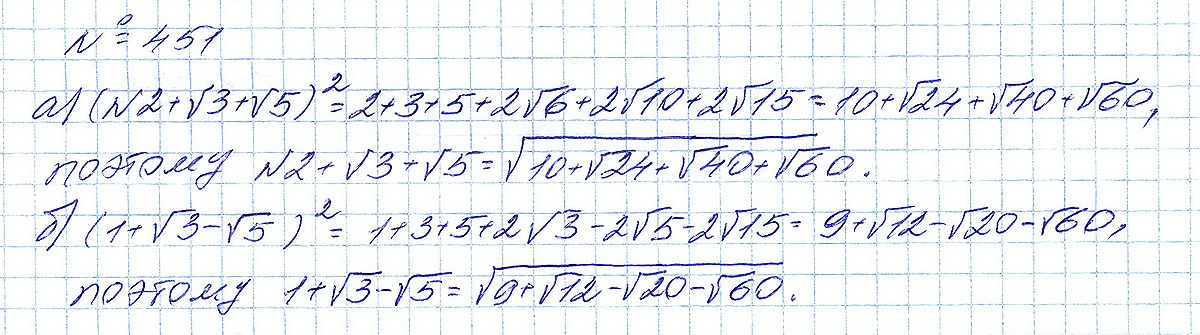 № 451
а) (√2+√3+√5)² = 2+3+5+2√6+2√10+2√15 = 10+√24+√40+√60,
поэтому √2+√3+√5 = √(10+√24+√40+√60).
б) (1+√3-√5)² = 1+3+5+2√3-2√5-2√15 = 9+√12-√20-√60,
поэтому 1+√3-√5 = √(9+√12-√20-√60).